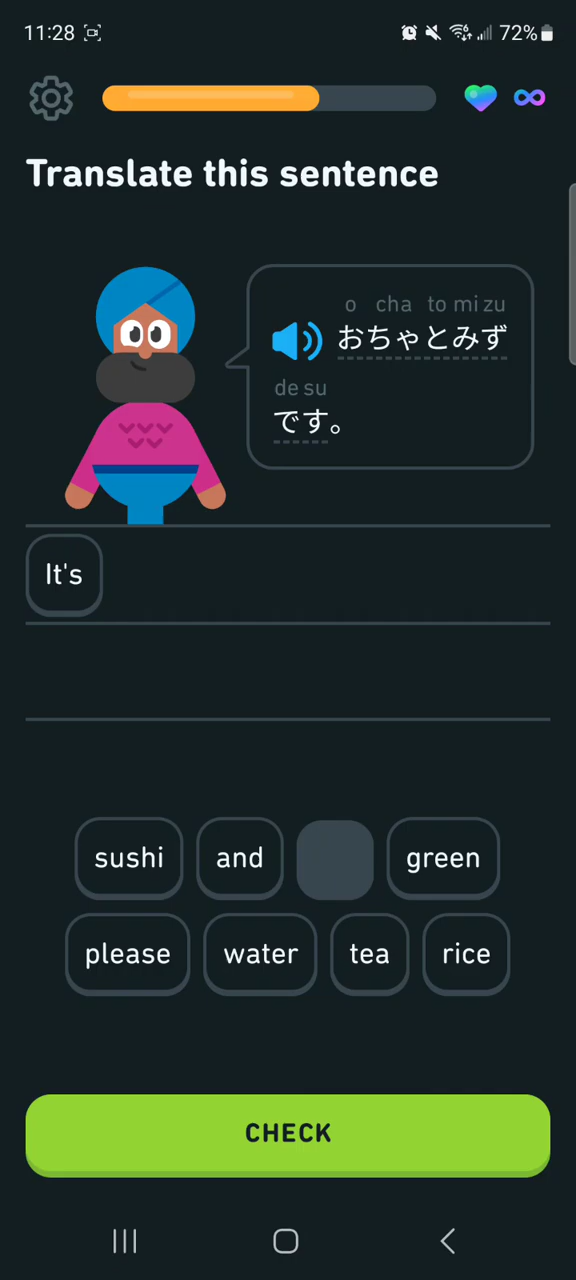 11:28
72%
Translate this sentence
o cha to mi zu
おちゃとみず
de su
です。
It's
sushi and green
please water tea rice
CHECK